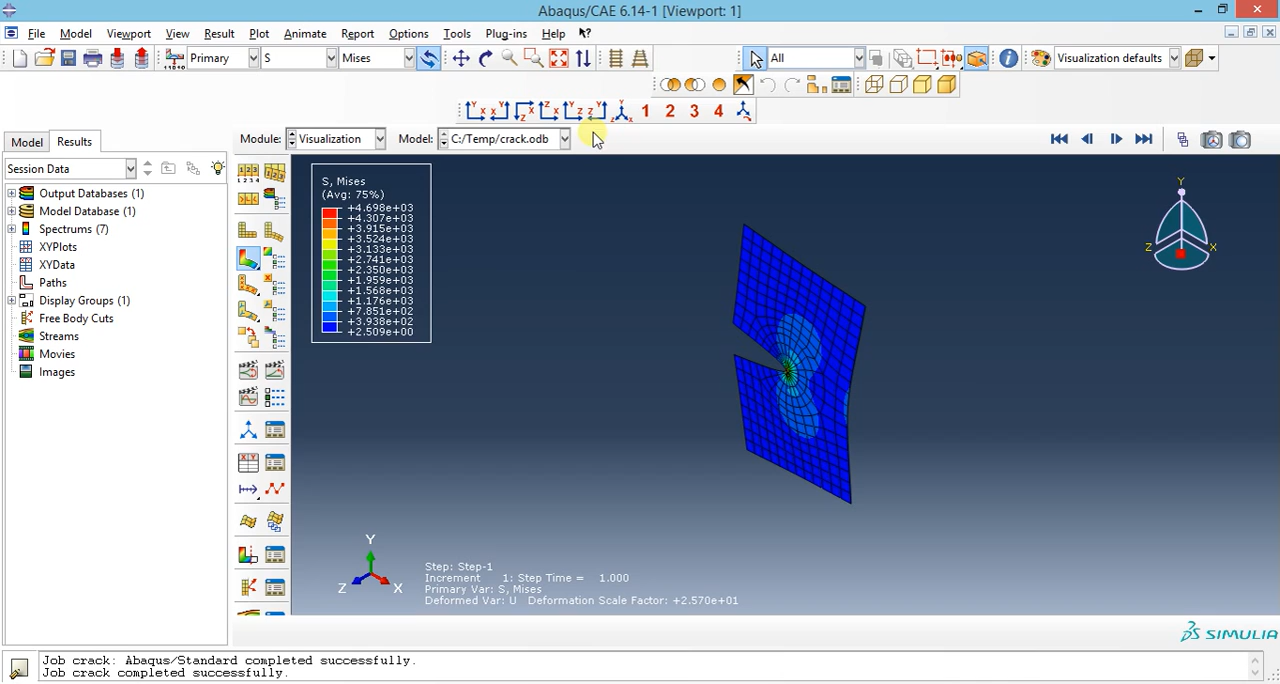 Abaqus/CAE 6.14-1 [Viewport: 1]
File Model Viewport View Result Plot Animate Report Options Tools Plug-ins Help
Primary S Mises All Visualization defaults
1 2 3 4
Model Results Module: Visualization Model: C:/Temp/crack.odb
Session Data
Output Databases (1)
Model Database (1)
Spectrums (7)
XYPlots
XYData
Paths
Display Groups (1)
Free Body Cuts
Streams
Movies
Images
S, Mises
(Avg: 75%)
+4.698e+03
+4.307e+03
+3.915e+03
+3.524e+03
+3.133e+03
+2.741e+03
+2.350e+03
+1.959e+03
+1.568e+03
+1.176e+03
+7.851e+02
+3.938e+02
+2.509e+00
Y
Z X
Y
Z X
Step: Step-1
Increment 1: Step Time = 1.000
Primary Var: S, Mises
Deformed Var: U Deformation Scale Factor: +2.570e+01
SIMULIA
Job crack: Abaqus/Standard completed successfully.
Job crack completed successfully.